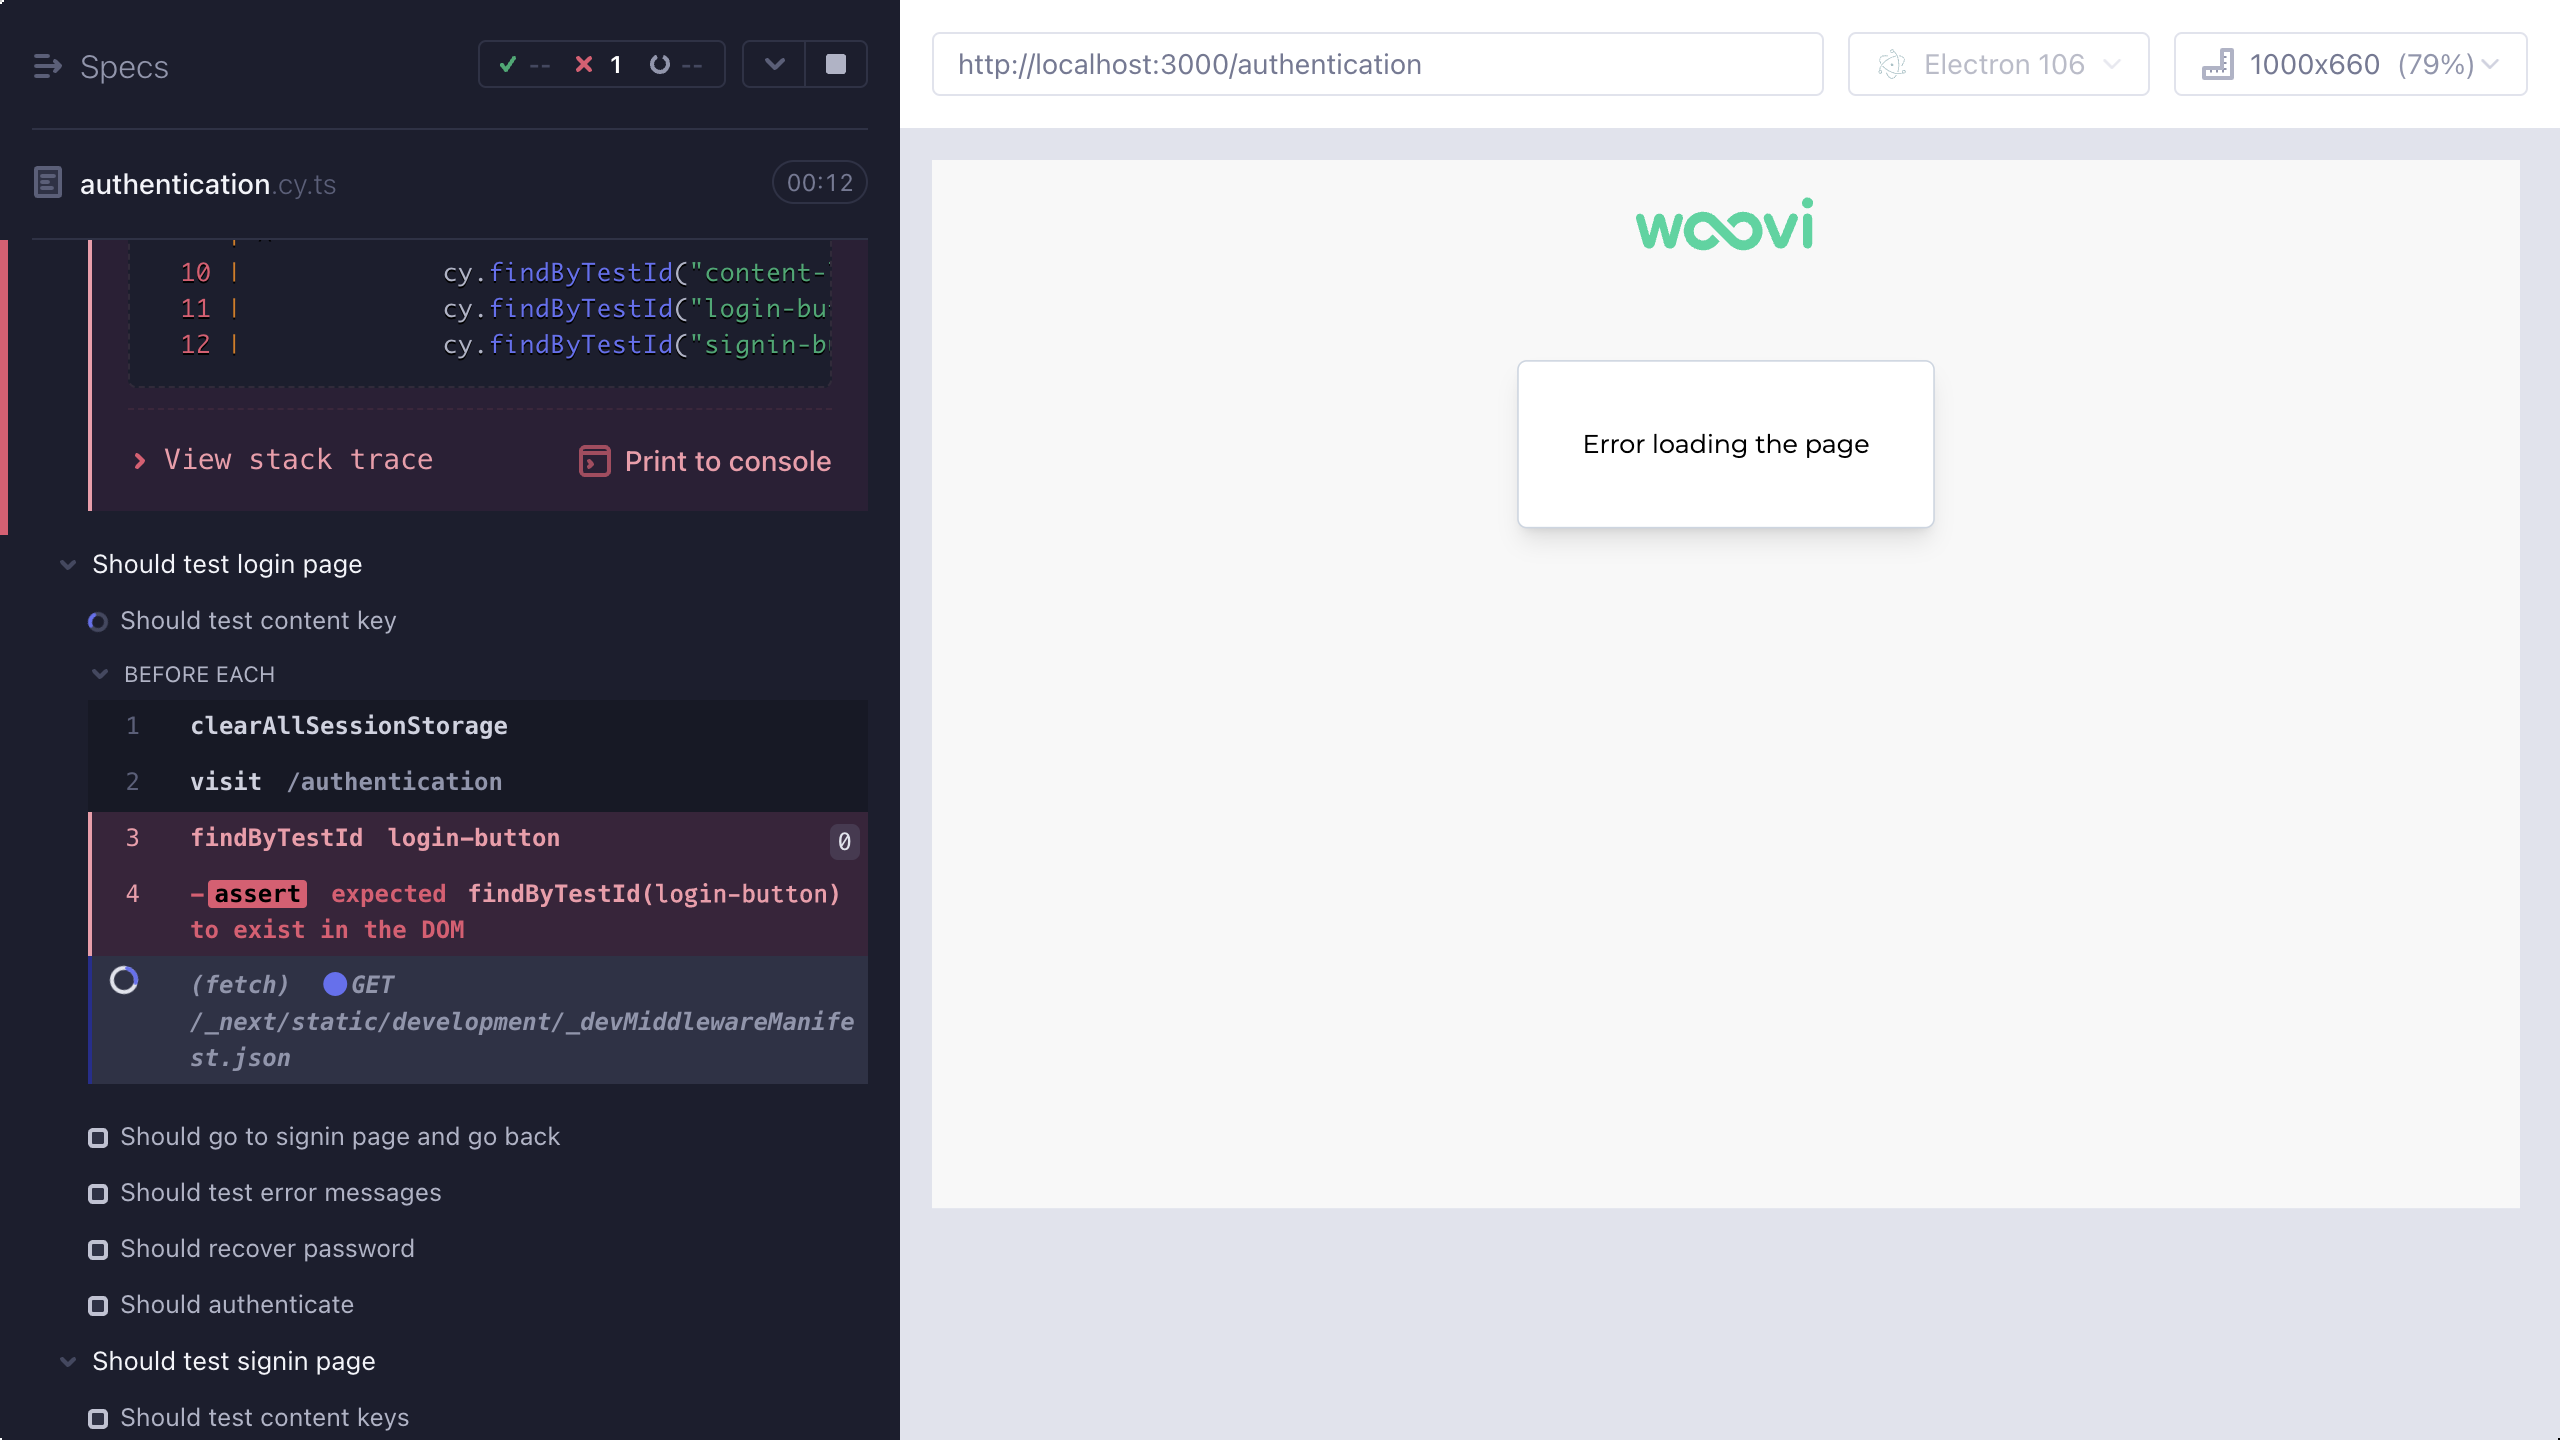 Specs
-- 1 --
authentication.cy.ts
00:12
10 | cy.findByTestId("content-
11 | cy.findByTestId("login-bu
12 | cy.findByTestId("signin-b
View stack trace
Print to console
Should test login page
Should test content key
BEFORE EACH
1 clearAllSessionStorage
2 visit /authentication
3 findByTestId login-button 0
4 -assert expected findByTestId(login-button)
to exist in the DOM
(fetch) GET
/_next/static/development/_devMiddlewareManife
st.json
Should go to signin page and go back
Should test error messages
Should recover password
Should authenticate
Should test signin page
Should test content keys
http://localhost:3000/authentication
Electron 106
1000x660 (79%)
woovi
Error loading the page